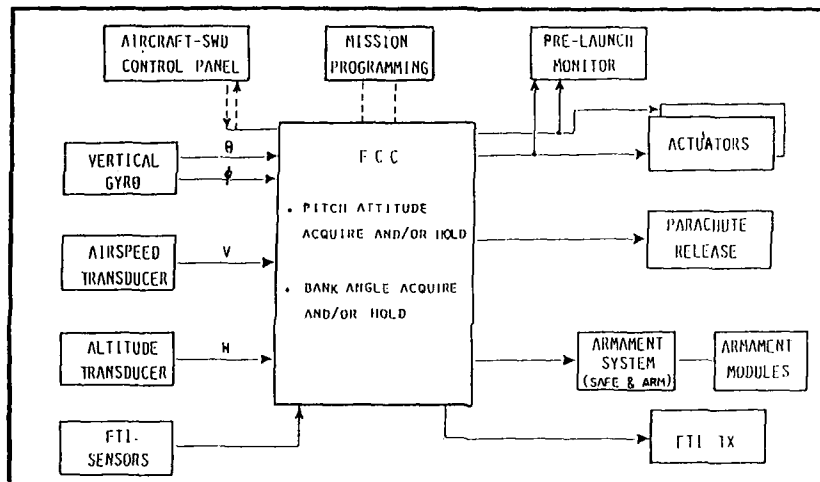 AIRCRAFT-SWD
CONTROL PANEL
MISSION
PROGRAMMING
PRE-LAUNCH
MONITOR
VERTICAL
GYRO
θ
φ
FCC
ACTUATORS
• PITCH ATTITUDE
ACQUIRE AND/OR HOLD
PARACHUTE
RELEASE
AIRSPEED
TRANSDUCER
V
• BANK ANGLE ACQUIRE
AND/OR HOLD
ALTITUDE
TRANSDUCER
H
ARMAMENT
SYSTEM
(SAFE & ARM)
ARMAMENT
MODULES
FTI-
SENSORS
FTI TX